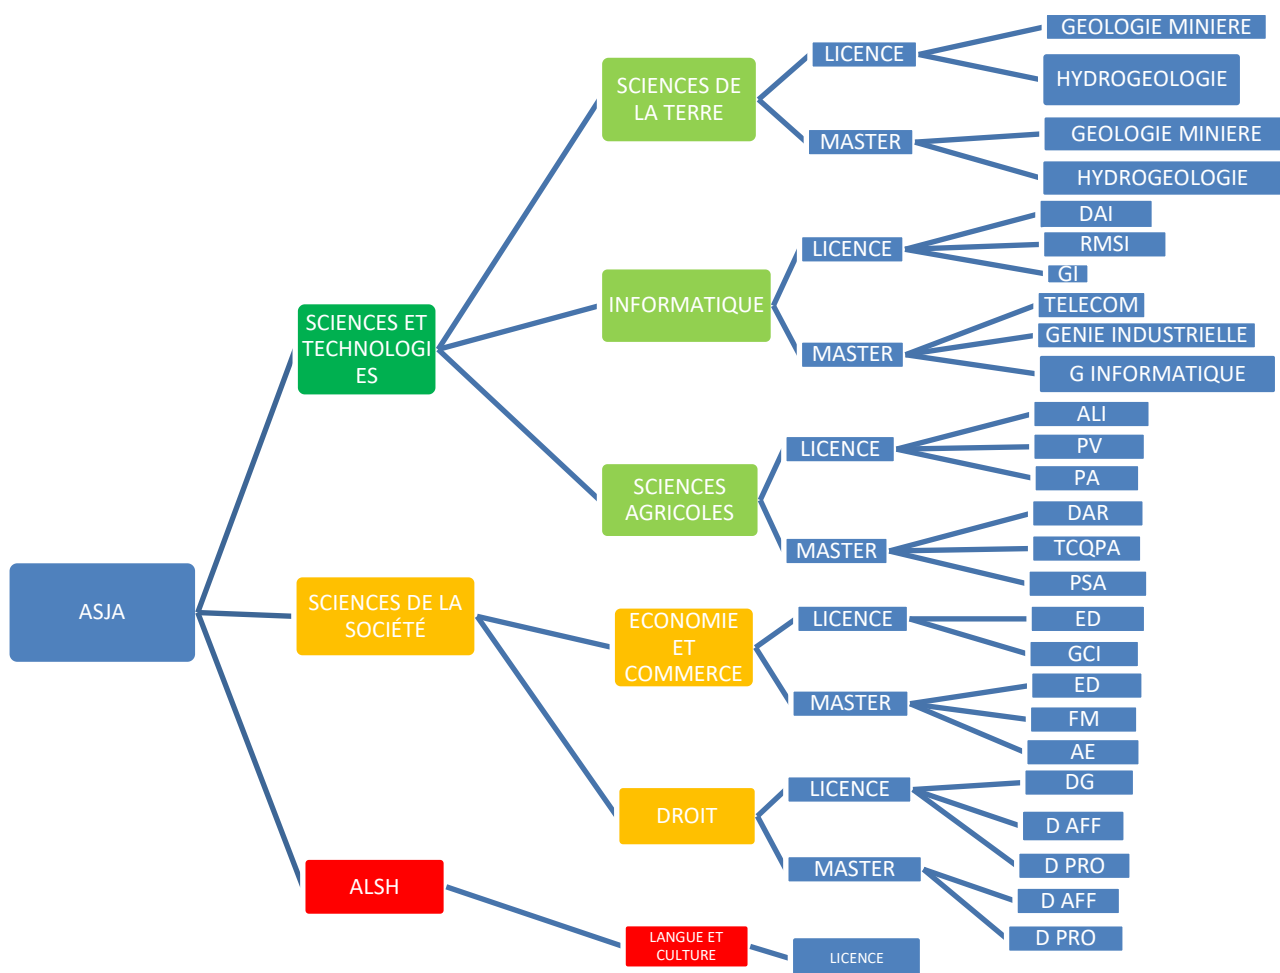 GEOLOGIE MINIERE
LICENCE
SCIENCES DE
LA TERRE
HYDROGEOLOGIE
MASTER
GEOLOGIE MINIERE
HYDROGEOLOGIE
DAI
LICENCE
RMSI
GI
INFORMATIQUE
TELECOM
MASTER
GENIE INDUSTRIELLE
G INFORMATIQUE
SCIENCES ET
TECHNOLOGI
ES
ALI
LICENCE
PV
PA
SCIENCES
AGRICOLES
DAR
MASTER
TCQPA
PSA
ASJA
SCIENCES DE LA
SOCIÉTÉ
ECONOMIE
ET
COMMERCE
LICENCE
ED
GCI
MASTER
ED
FM
AE
DROIT
LICENCE
DG
D AFF
D PRO
MASTER
D AFF
D PRO
ALSH
LANGUE ET
CULTURE
LICENCE